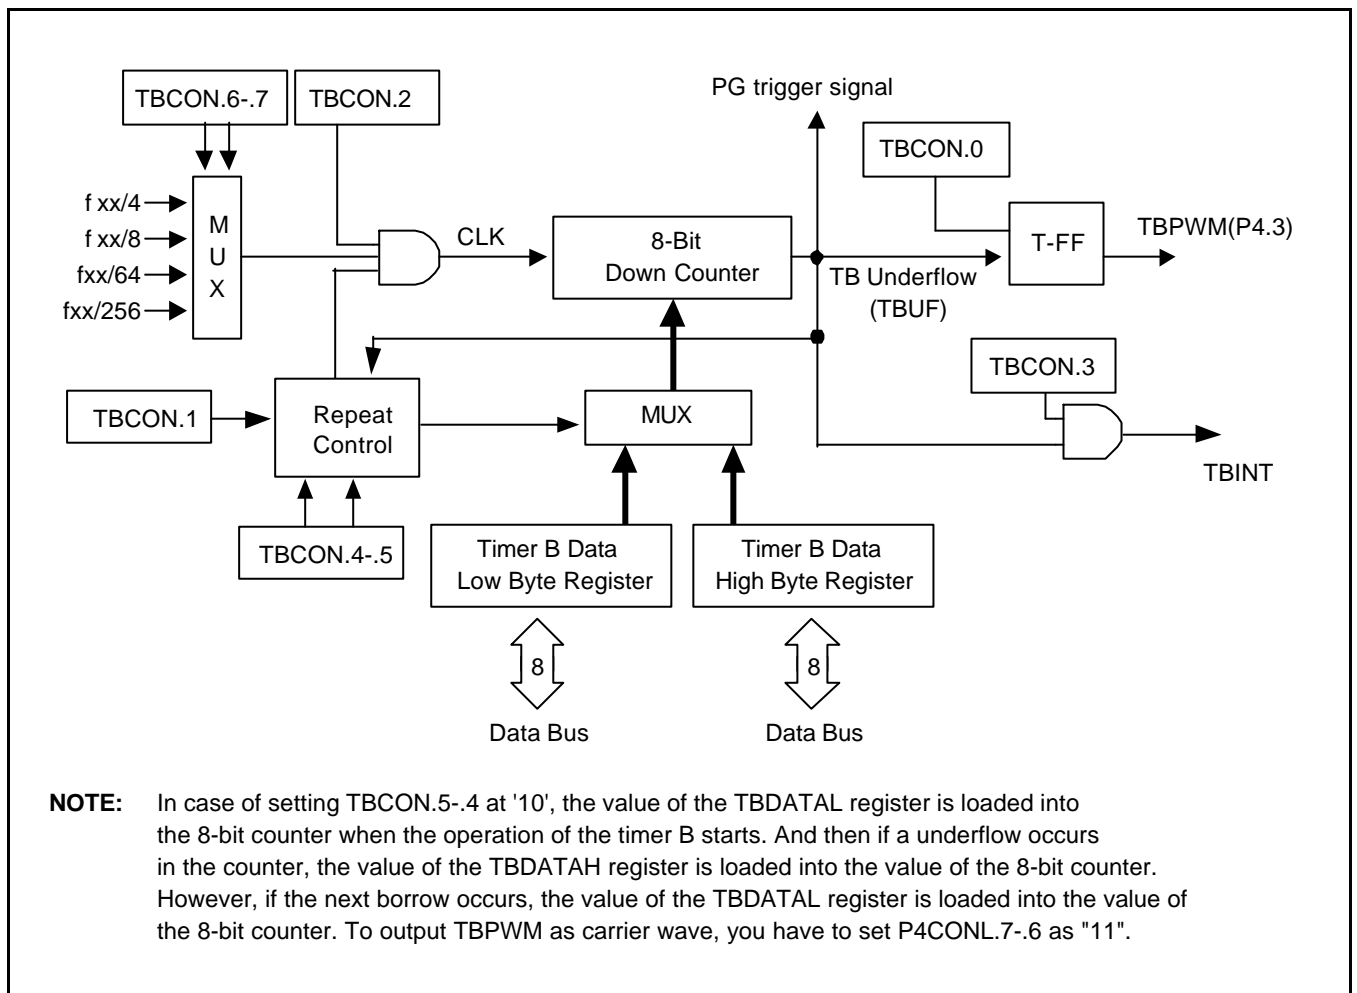 PG trigger signal
TBCON.6-.7
TBCON.2
TBCON.0
f xx/4
f xx/8
fxx/64
fxx/256
M
U
X
CLK
8-Bit
Down Counter
TB Underflow
(TBUF)
T-FF
TBPWM(P4.3)
TBCON.3
TBCON.1
Repeat
Control
MUX
TBINT
TBCON.4-.5
Timer B Data
Low Byte Register
Timer B Data
High Byte Register
8
8
Data Bus
Data Bus
NOTE: In case of setting TBCON.5-.4 at '10', the value of the TBDATAL register is loaded into
the 8-bit counter when the operation of the timer B starts. And then if a underflow occurs
in the counter, the value of the TBDATAH register is loaded into the value of the 8-bit counter.
However, if the next borrow occurs, the value of the TBDATAL register is loaded into the value of
the 8-bit counter. To output TBPWM as carrier wave, you have to set P4CONL.7-.6 as "11".